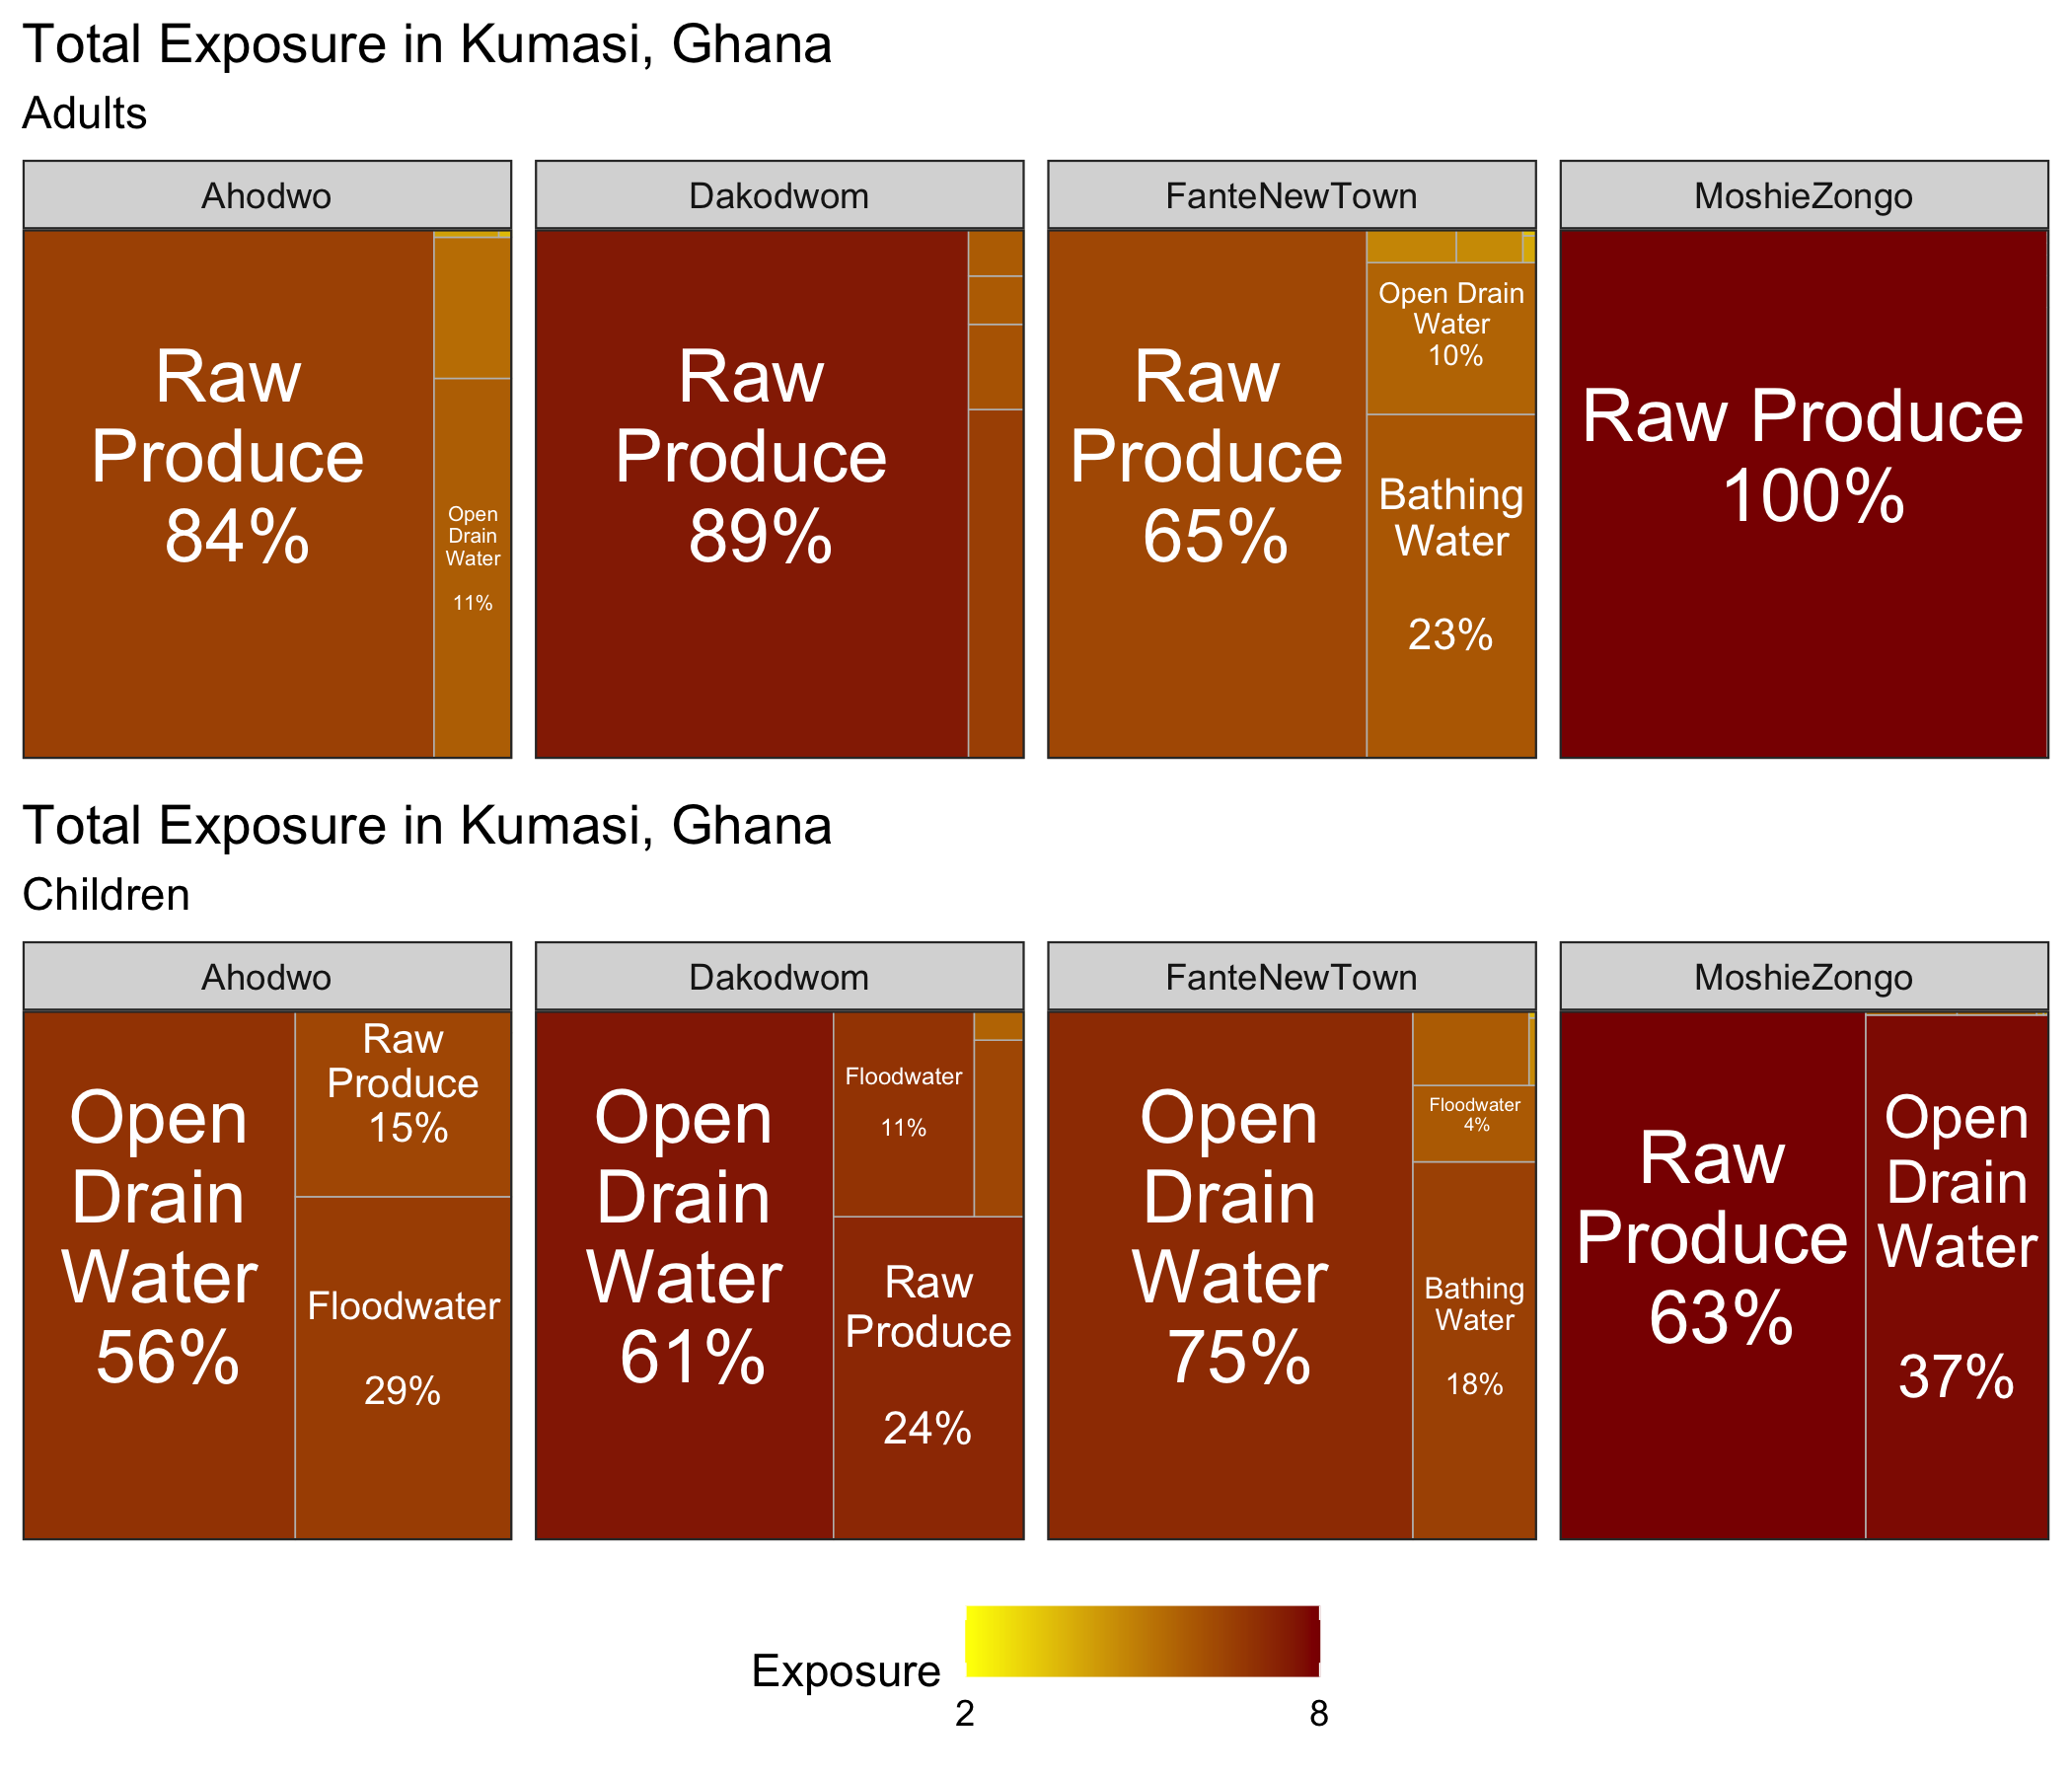 Total Exposure in Kumasi, Ghana
Adults
Ahodwo
Dakodwom
FanteNewTown
MoshieZongo
Raw
Produce
84%
Open
Drain
Water
11%
Raw
Produce
89%
Raw
Produce
65%
Open Drain
Water
10%
Bathing
Water
23%
Raw Produce
100%
Total Exposure in Kumasi, Ghana
Children
Ahodwo
Dakodwom
FanteNewTown
MoshieZongo
Open
Drain
Water
56%
Raw
Produce
15%
Floodwater
29%
Open
Drain
Water
61%
Floodwater
11%
Raw
Produce
24%
Open
Drain
Water
75%
Floodwater
4%
Bathing
Water
18%
Raw
Produce
63%
Open
Drain
Water
37%
Exposure
2
8